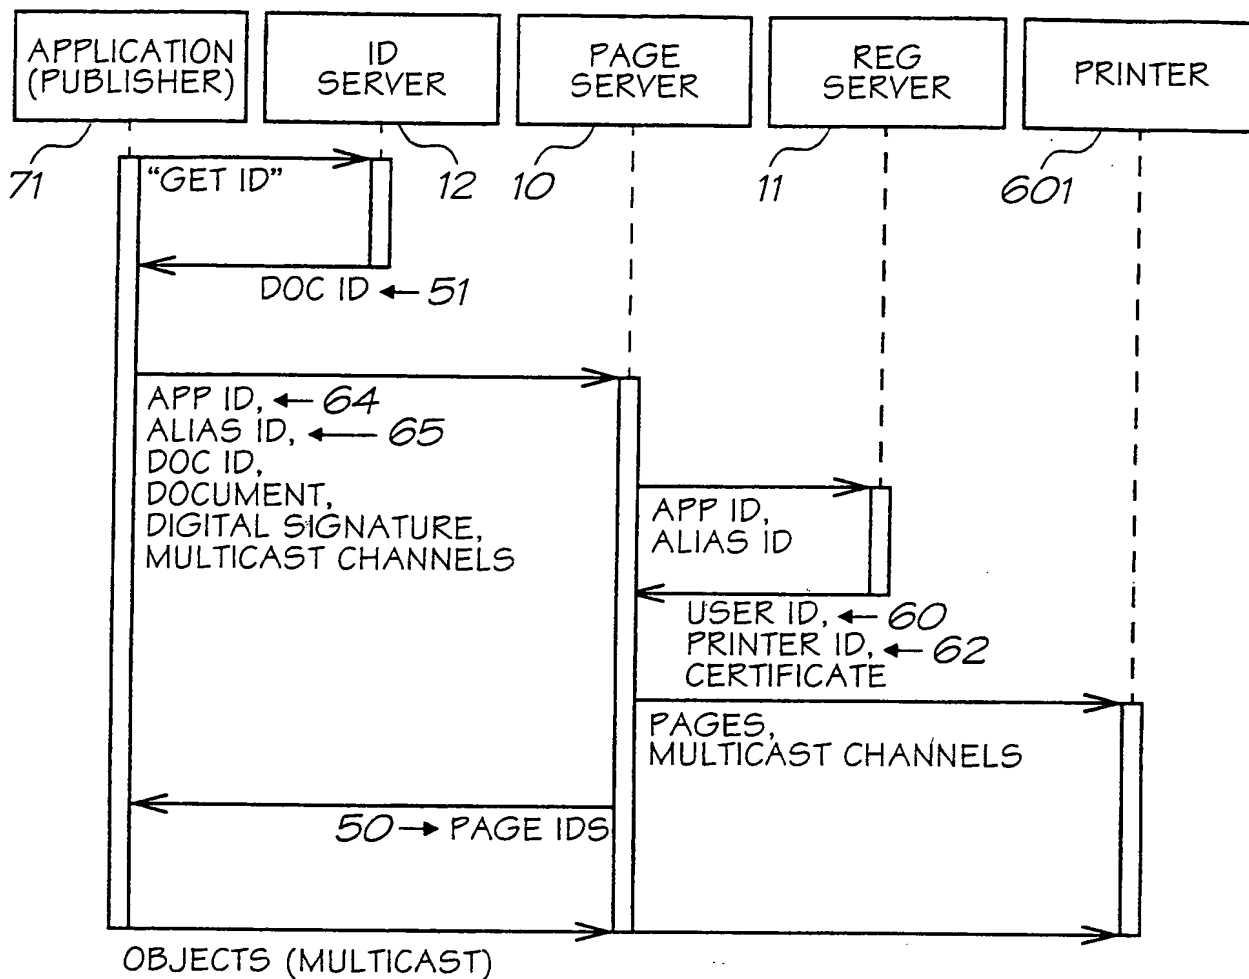 APPLICATION
(PUBLISHER)
ID
SERVER
PAGE
SERVER
REG
SERVER
PRINTER
71
12
10
11
601
"GET ID"
DOC ID 51
APP ID, 64
ALIAS ID, 65
DOC ID,
DOCUMENT,
DIGITAL SIGNATURE,
MULTICAST CHANNELS
APP ID,
ALIAS ID
USER ID, 60
PRINTER ID, 62
CERTIFICATE
PAGES,
MULTICAST CHANNELS
50 PAGE IDS
OBJECTS (MULTICAST)